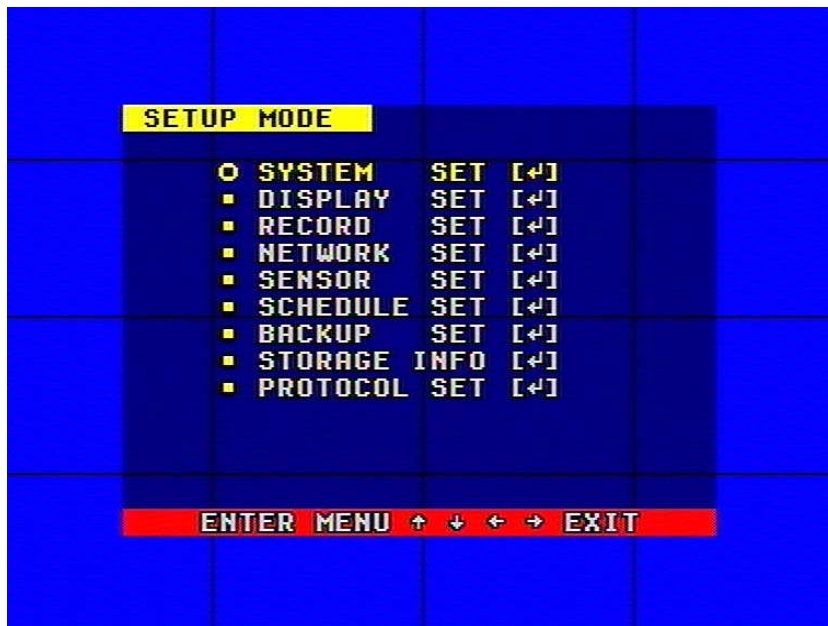 SETUP MODE
SYSTEM SET [↵]
DISPLAY SET [↵]
RECORD SET [↵]
NETWORK SET [↵]
SENSOR SET [↵]
SCHEDULE SET [↵]
BACKUP SET [↵]
STORAGE INFO [↵]
PROTOCOL SET [↵]
ENTER MENU ↑ ↓ ← → EXIT